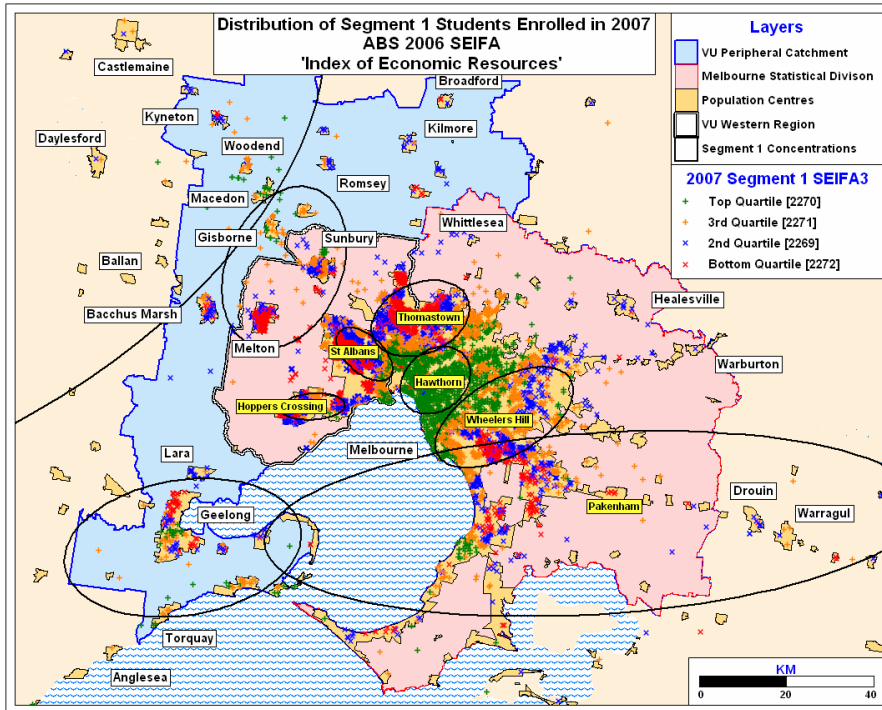 Distribution of Segment 1 Students Enrolled in 2007
ABS 2006 SEIFA
'Index of Economic Resources'
Layers
VU Peripheral Catchment
Melbourne Statistical Divison
Population Centres
VU Western Region
Segment 1 Concentrations
2007 Segment 1 SEIFA3
Top Quartile [2270]
3rd Quartile [2271]
2nd Quartile [2269]
Bottom Quartile [2272]
Castlemaine
Broadford
Kyneton
Kilmore
Daylesford
Woodend
Romsey
Macedon
Whittlesea
Gisborne
Sunbury
Ballan
Healesville
Bacchus Marsh
Thomastown
Melton
St Albans
Warburton
Hawthorn
Hoppers Crossing
Wheelers Hill
Melbourne
Lara
Drouin
Pakenham
Geelong
Warragul
Torquay
Anglesea
KM
0 20 40